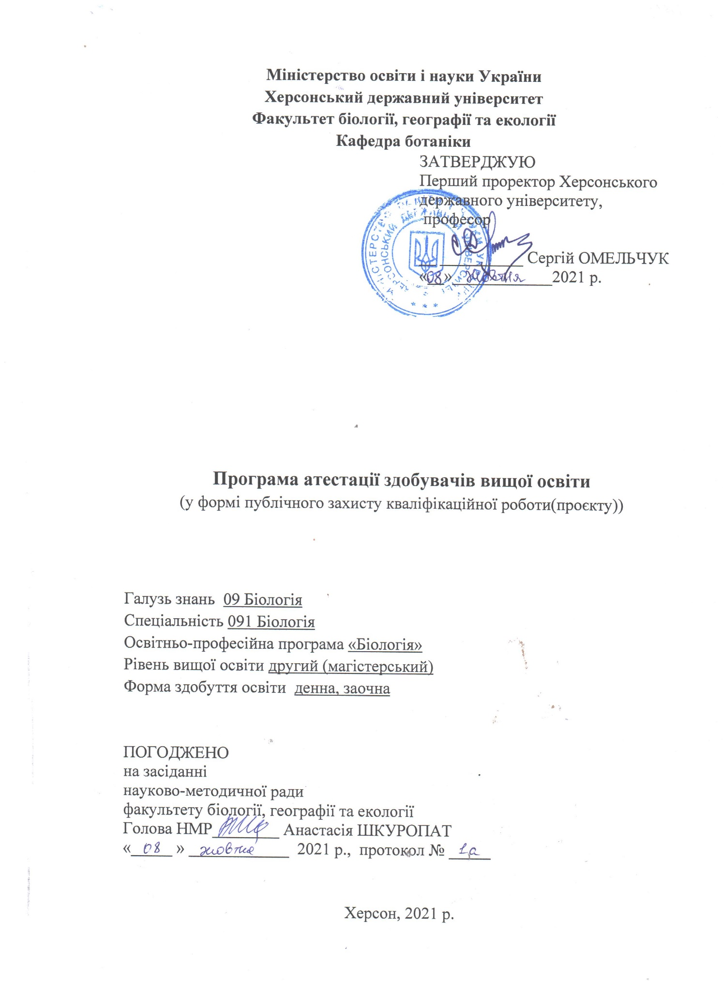 Міністерство освіти і науки України
Херсонський державний університет
Факультет біології, географії та екології
Кафедра ботаніки
ЗАТВЕРДЖУЮ
Перший проректор Херсонського
державного університету,
професор
Сергій ОМЕЛЬЧУК
«08» жовтня 2021 р.
Програма атестації здобувачів вищої освіти
(у формі публічного захисту кваліфікаційної роботи(проєкту))
Галузь знань 09 Біологія
Спеціальність 091 Біологія
Освітньо-професійна програма «Біологія»
Рівень вищої освіти другий (магістерський)
Форма здобуття освіти денна, заочна
ПОГОДЖЕНО
на засіданні
науково-методичної ради
факультету біології, географії та екології
Голова НМР Анастасія ШКУРОПАТ
« 08 » жовтня 2021 р., протокол № 1а
Херсон, 2021 р.